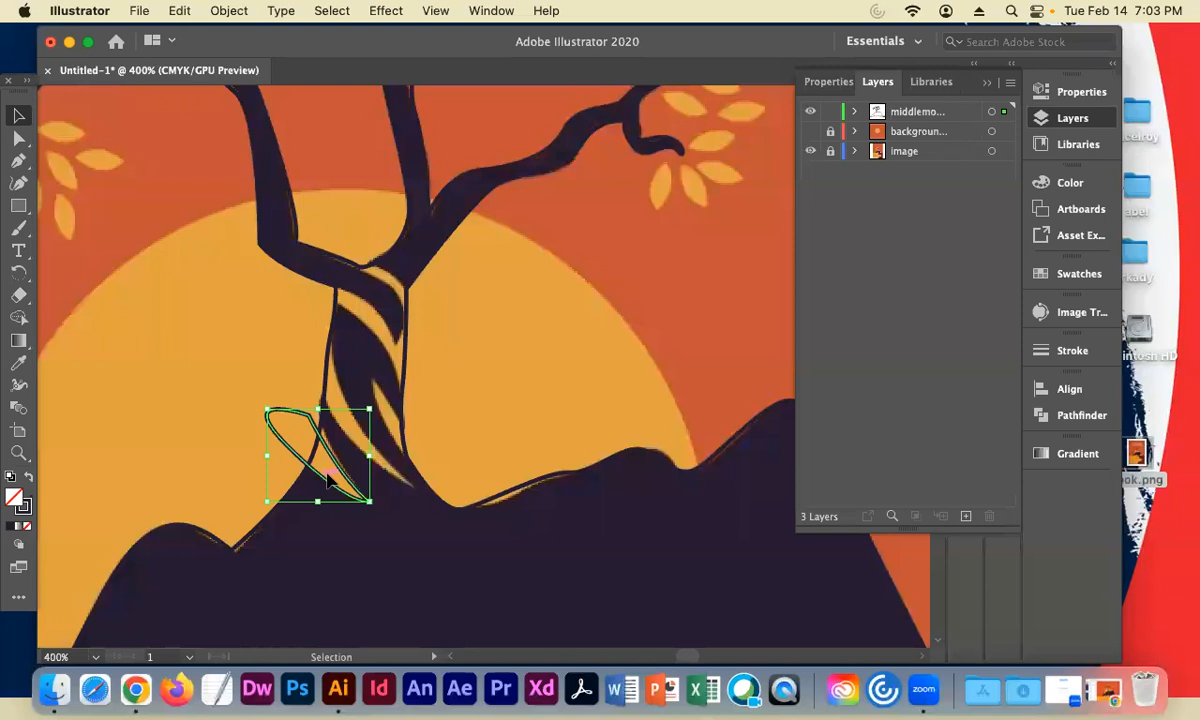 Illustrator File Edit Object Type Select Effect View Window Help Tue Feb 14 7:03 PM
Adobe Illustrator 2020 Essentials Search Adobe Stock
Untitled-1* @ 400% (CMYK/GPU Preview)
Properties Layers Libraries
middlemo...
backgroun...
image
3 Layers
Properties
Layers
Libraries
Color
Artboards
Asset Ex...
Swatches
Image Tr...
Stroke
Align
Pathfinder
Gradient
ook.png
400% 1 Selection
Dw Ps Ai Id An Ae Pr Xd W P X zoom